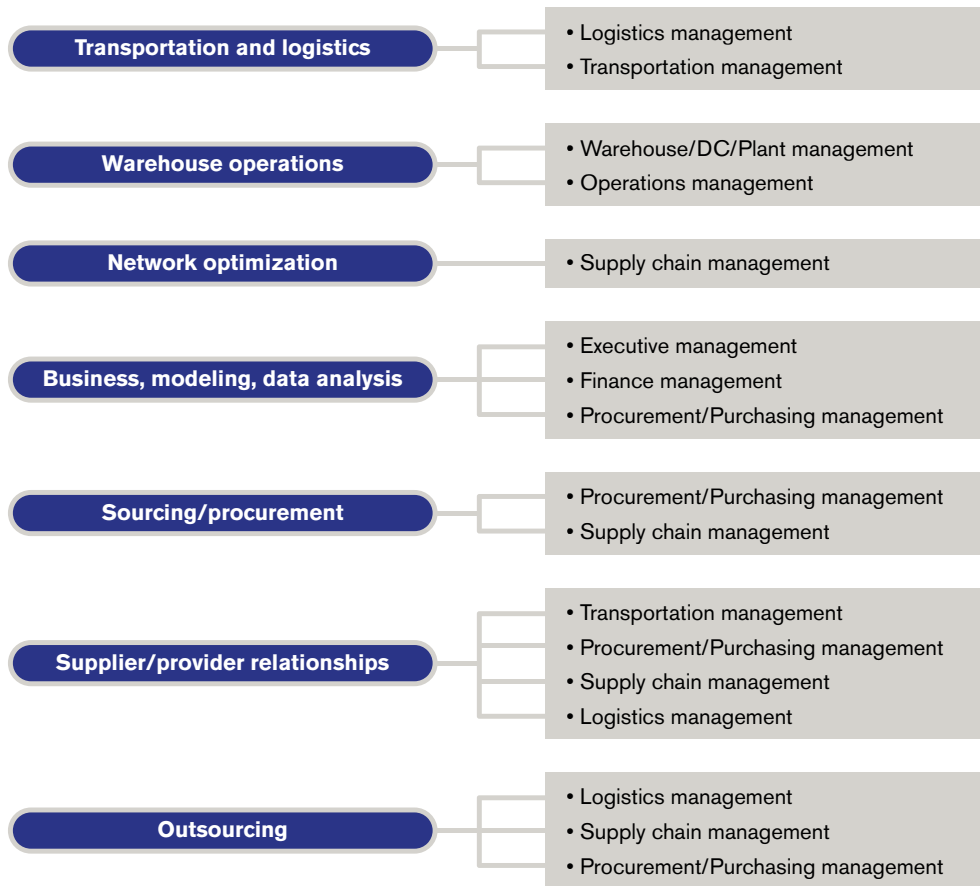 Transportation and logistics
• Logistics management
• Transportation management
Warehouse operations
• Warehouse/DC/Plant management
• Operations management
Network optimization
• Supply chain management
Business, modeling, data analysis
• Executive management
• Finance management
• Procurement/Purchasing management
Sourcing/procurement
• Procurement/Purchasing management
• Supply chain management
Supplier/provider relationships
• Transportation management
• Procurement/Purchasing management
• Supply chain management
• Logistics management
Outsourcing
• Logistics management
• Supply chain management
• Procurement/Purchasing management